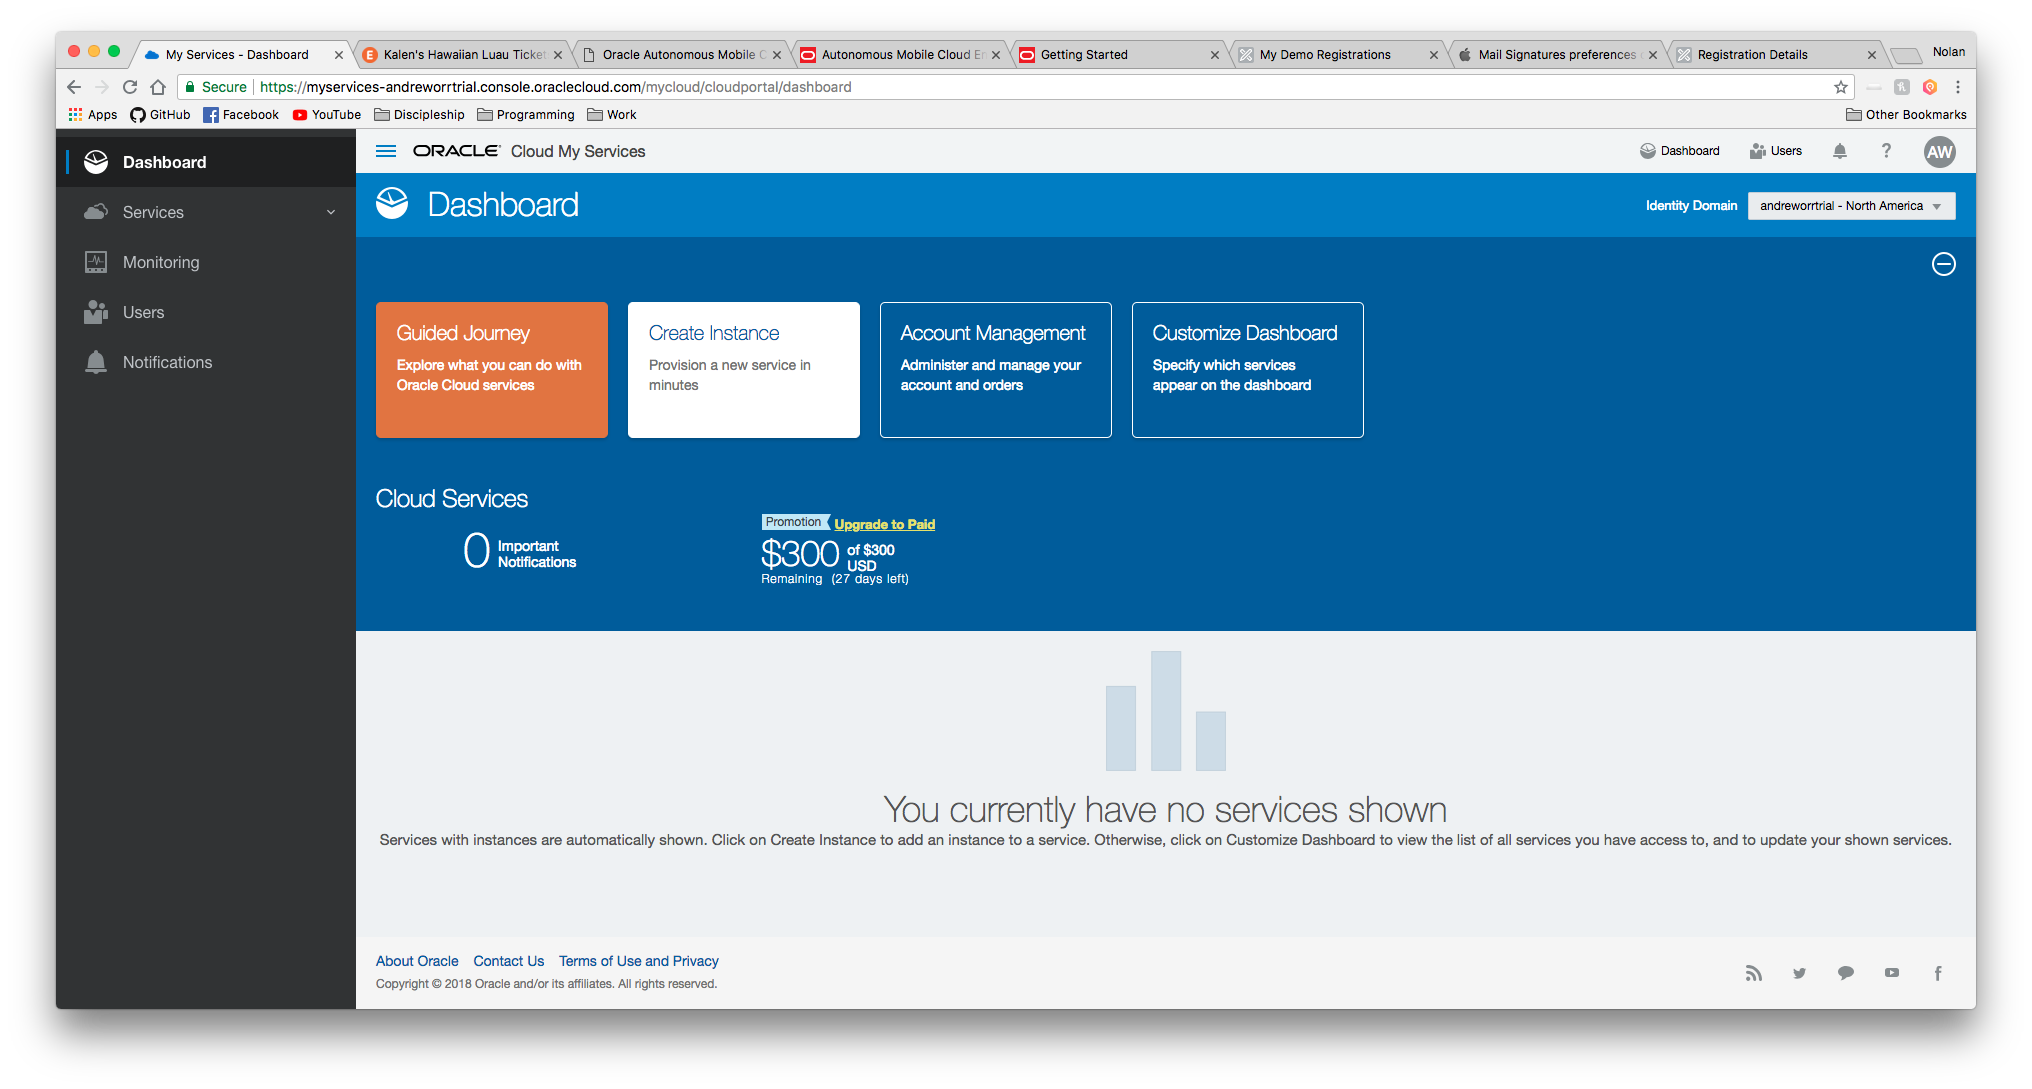 My Services - Dashboard
Kalen's Hawaiian Luau Ticket
Oracle Autonomous Mobile C
Autonomous Mobile Cloud En
Getting Started
My Demo Registrations
Mail Signatures preferences
Registration Details
Nolan
Secure
https://myservices-andreworrtrial.console.oraclecloud.com/mycloud/cloudportal/dashboard
Apps
GitHub
Facebook
YouTube
Discipleship
Programming
Work
Other Bookmarks
Dashboard
Services
Monitoring
Users
Notifications
ORACLE Cloud My Services
Dashboard
Users
?
AW
Dashboard
Identity Domain
andreworrtrial - North America
Guided Journey
Explore what you can do with
Oracle Cloud services
Create Instance
Provision a new service in
minutes
Account Management
Administer and manage your
account and orders
Customize Dashboard
Specify which services
appear on the dashboard
Cloud Services
0 Important
Notifications
Promotion Upgrade to Paid
$300 of $300
USD
Remaining (27 days left)
You currently have no services shown
Services with instances are automatically shown. Click on Create Instance to add an instance to a service. Otherwise, click on Customize Dashboard to view the list of all services you have access to, and to update your shown services.
About Oracle Contact Us Terms of Use and Privacy
Copyright © 2018 Oracle and/or its affiliates. All rights reserved.